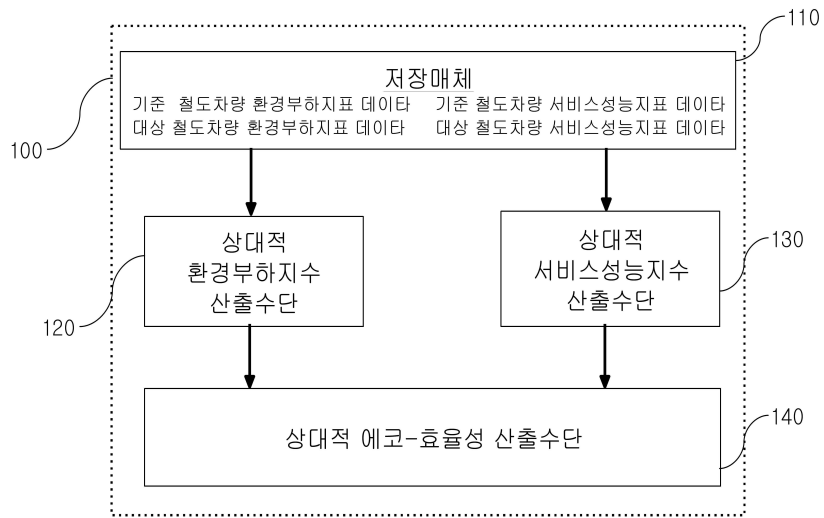 110
저장매체
기준 철도차량 환경부하지표 데이타 기준 철도차량 서비스성능지표 데이타
대상 철도차량 환경부하지표 데이타 대상 철도차량 서비스성능지표 데이타
100
상대적
환경부하지수
산출수단
120
상대적
서비스성능지수
산출수단
130
상대적 에코-효율성 산출수단
140